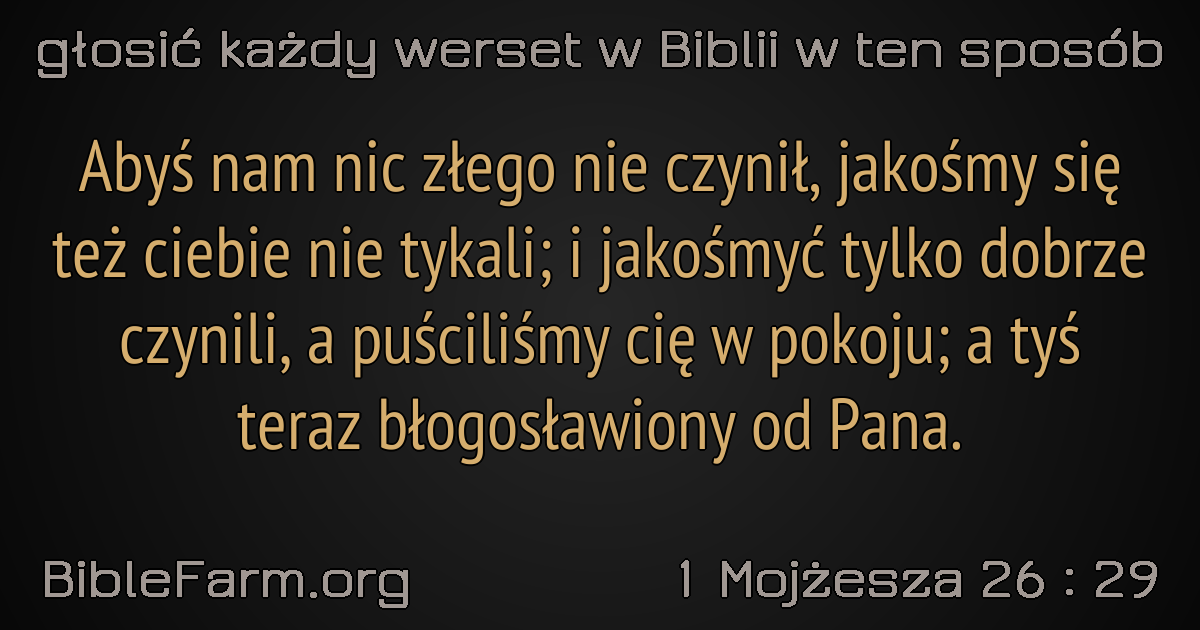 głosić każdy werset w Biblii w ten sposób
Abyś nam nic złego nie czynił, jakośmy się
też ciebie nie tykali; i jakośmyć tylko dobrze
czynili, a puściliśmy cię w pokoju; a tyś
teraz błogosławiony od Pana.
BibleFarm.org
1 Mojżesza 26 : 29